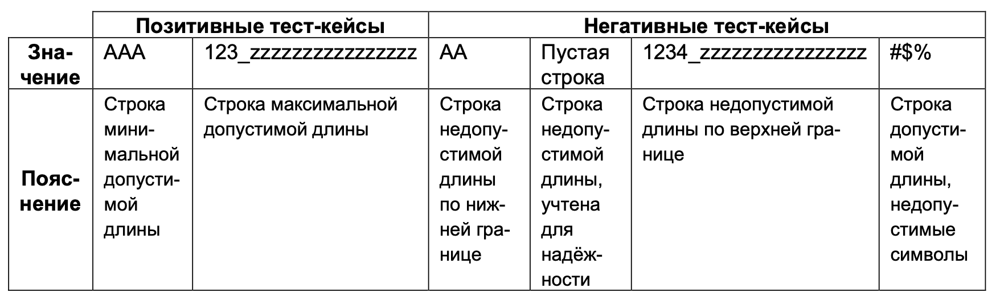 Позитивные тест-кейсы
Негативные тест-кейсы
Зна-
чение
AAA
123_zzzzzzzzzzzzzzzz
AA
Пустая
строка
1234_zzzzzzzzzzzzzzzz
#$%
Пояс-
нение
Строка
мини-
мальной
допусти-
мой
длины
Строка максимальной
допустимой длины
Строка
недопу-
стимой
длины
по ниж-
ней гра-
нице
Строка
недопу-
стимой
длины,
учтена
для
надёж-
ности
Строка недопустимой
длины по верхней гра-
нице
Строка
допусти-
мой
длины,
недопу-
стимые
символы